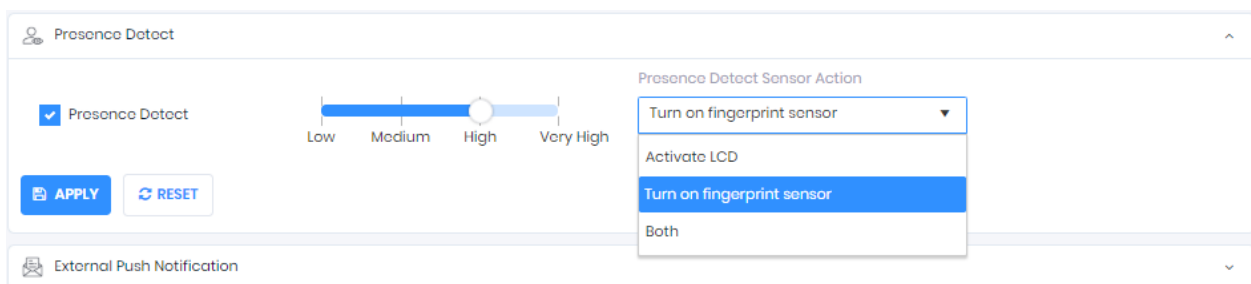 Presence Detect
Presence Detect Sensor Action
Presence Detect
Turn on fingerprint sensor
Low Medium High Very High
Activate LCD
Turn on fingerprint sensor
Both
APPLY
RESET
External Push Notification